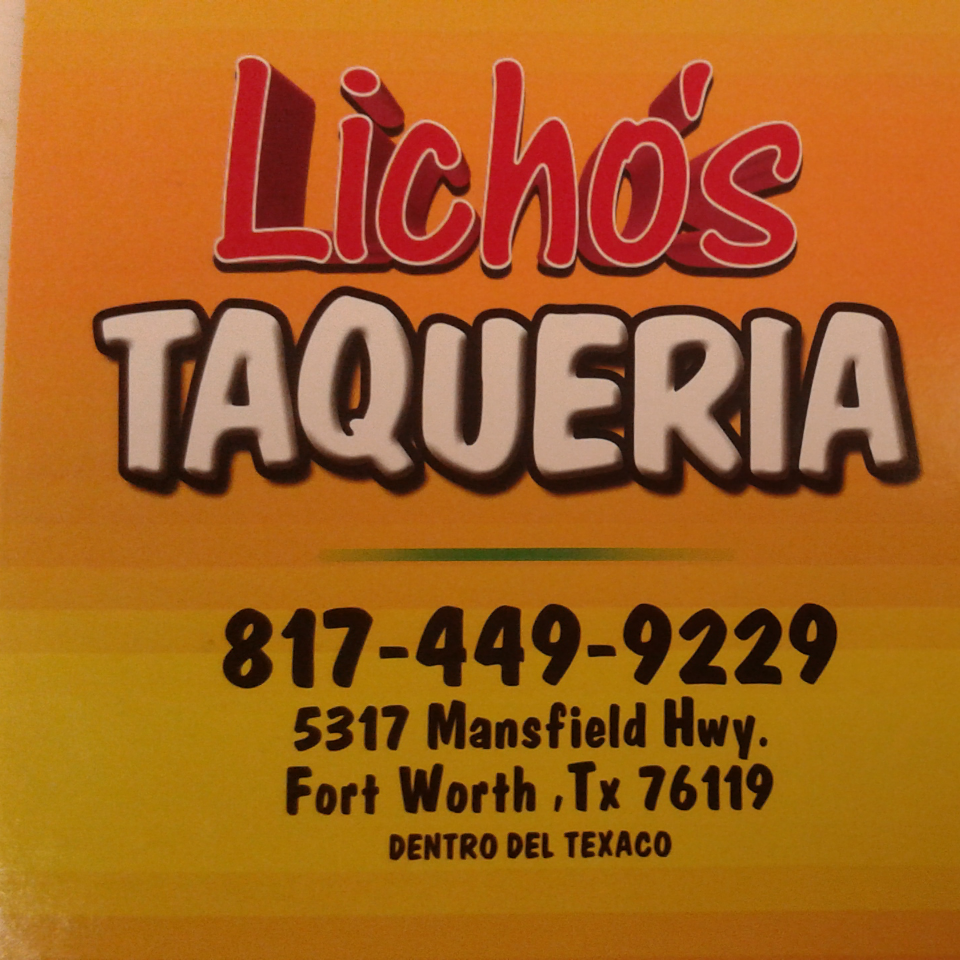 Licho's
TAQUERIA
817-449-9229
5317 Mansfield Hwy.
Fort Worth ,Tx 76119
DENTRO DEL TEXACO